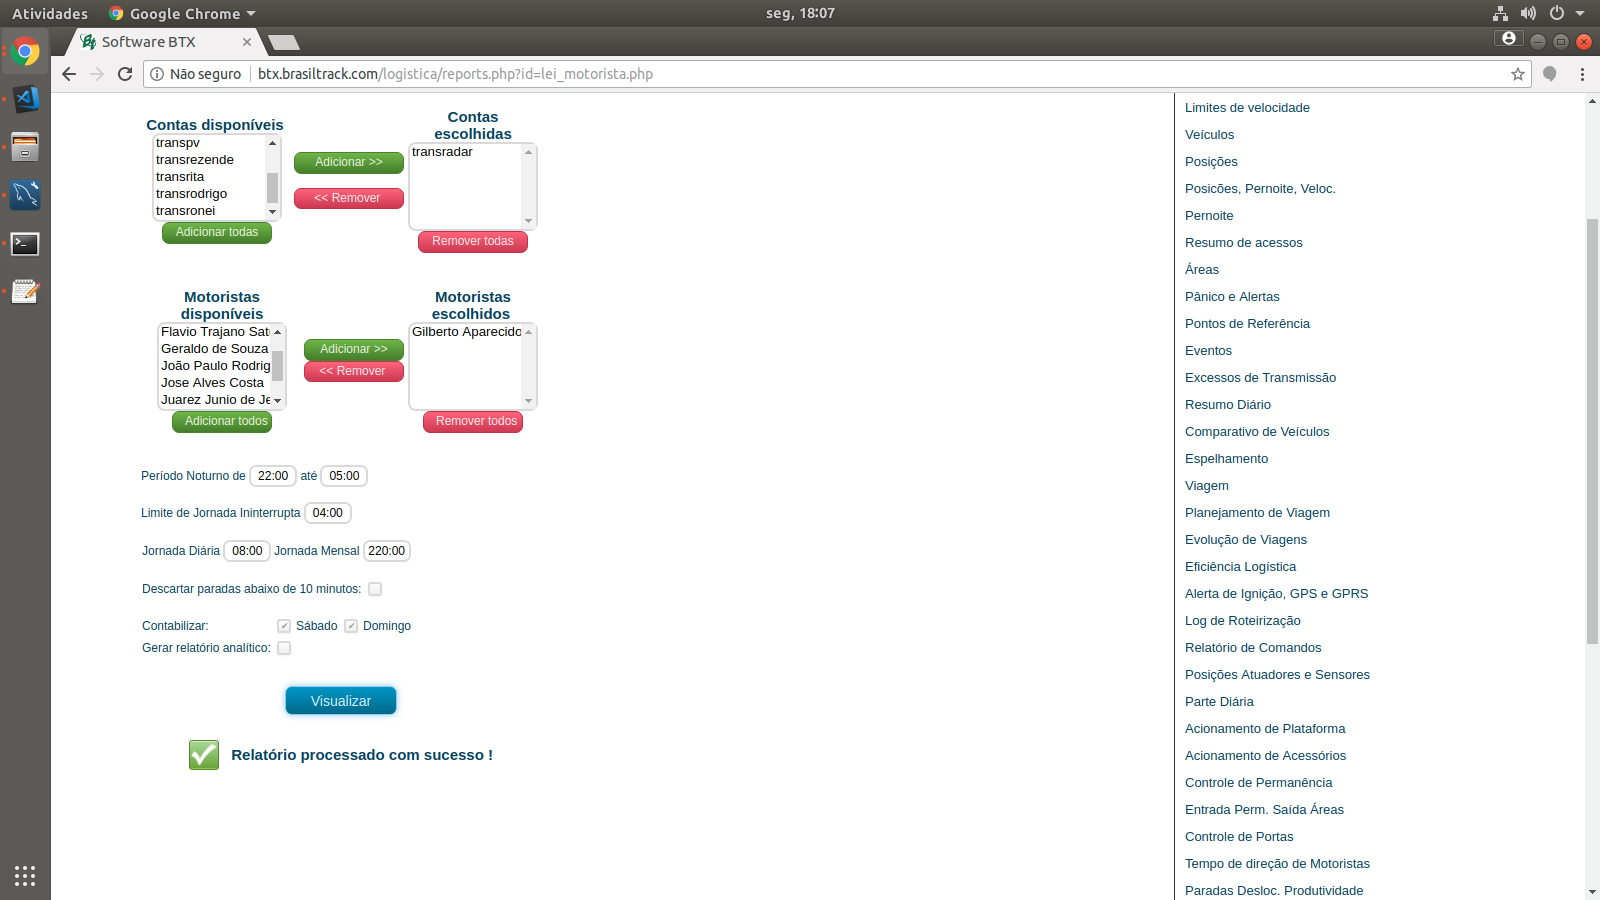 Atividades
Google Chrome
seg, 18:07
Software BTX
Não seguro
btx.brasiltrack.com/logistica/reports.php?id=lei_motorista.php
Contas disponíveis
transpv
transrezende
transrita
transrodrigo
transronei
Adicionar todas
Adicionar >>
<< Remover
Contas
escolhidas
transradar
Remover todas
Motoristas
disponíveis
Flavio Trajano Sat
Geraldo de Souza
João Paulo Rodrig
Jose Alves Costa
Juarez Junio de Je
Adicionar todos
Adicionar >>
<< Remover
Motoristas
escolhidos
Gilberto Aparecido
Remover todos
Período Noturno de 22:00 até 05:00
Limite de Jornada Ininterrupta 04:00
Jornada Diária 08:00 Jornada Mensal 220:00
Descartar paradas abaixo de 10 minutos:
Contabilizar: Sábado Domingo
Gerar relatório analítico:
Visualizar
Relatório processado com sucesso !
Limites de velocidade
Veículos
Posições
Posicões, Pernoite, Veloc.
Pernoite
Resumo de acessos
Áreas
Pânico e Alertas
Pontos de Referência
Eventos
Excessos de Transmissão
Resumo Diário
Comparativo de Veículos
Espelhamento
Viagem
Planejamento de Viagem
Evolução de Viagens
Eficiência Logística
Alerta de Ignição, GPS e GPRS
Log de Roteirização
Relatório de Comandos
Posições Atuadores e Sensores
Parte Diária
Acionamento de Plataforma
Acionamento de Acessórios
Controle de Permanência
Entrada Perm. Saída Áreas
Controle de Portas
Tempo de direção de Motoristas
Paradas Desloc. Produtividade